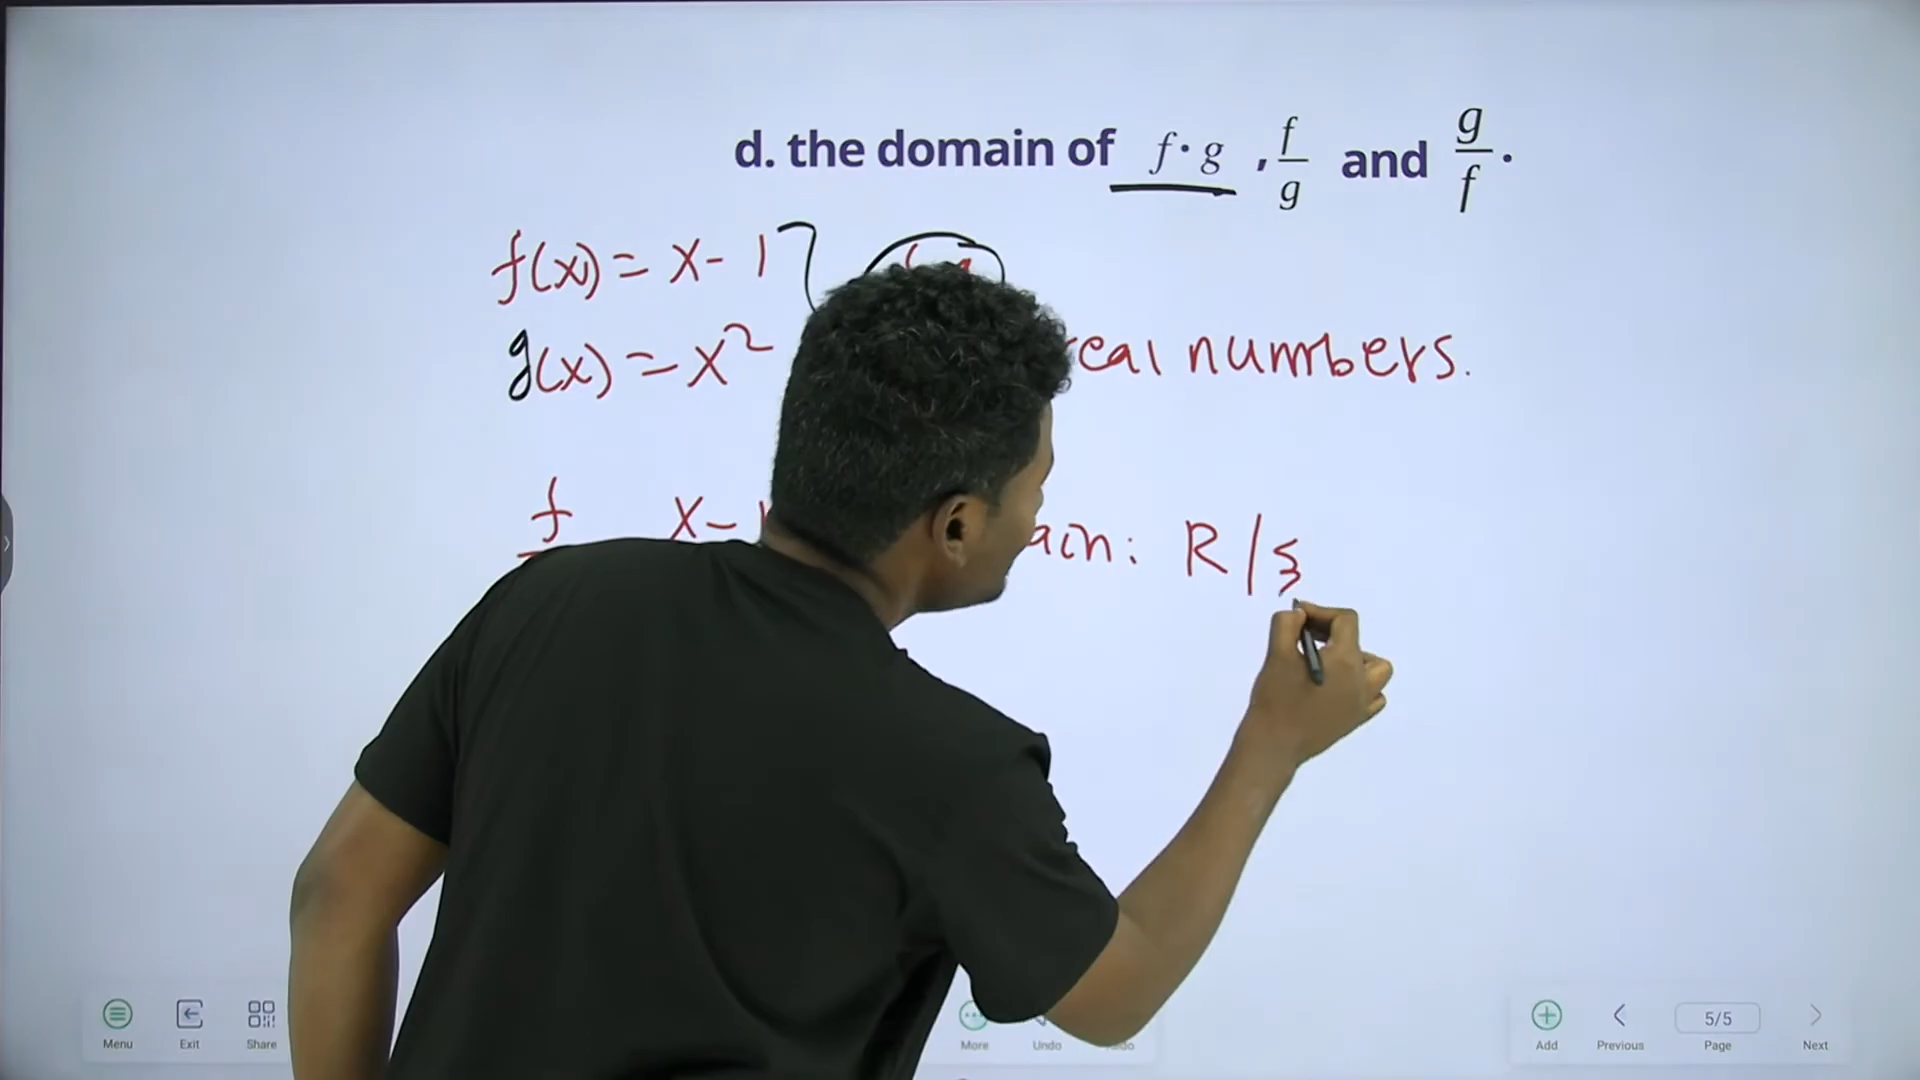 d. the domain of f · g , f/g and g/f .
f(x) = x - 1
g(x) = x² real numbers.
f x - 1 ain: R / {
Menu Exit Share More Undo Add Previous 5/5 Page Next